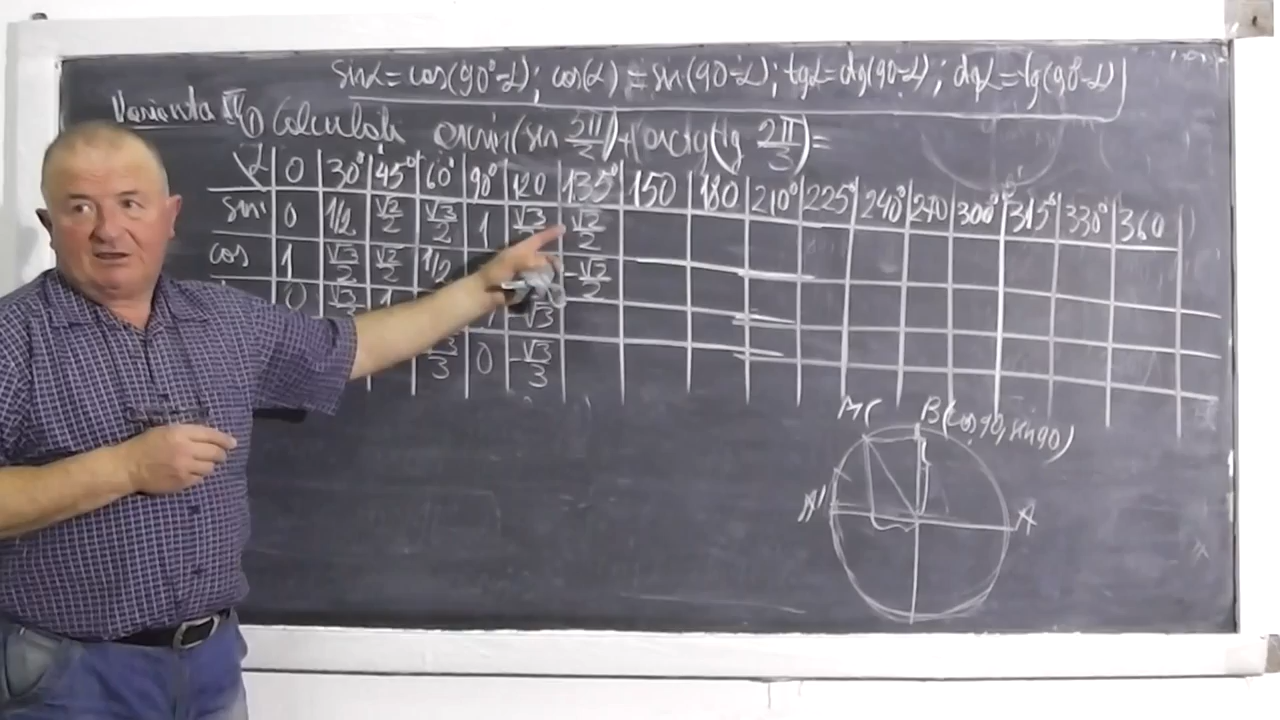 sinα = cos(90°-α); cos(α) = sin(90-α); tgα = ctg(90-α); ctgα = tg(90°-α)
Varianta II 1) Calculati arcsin(sin 5π/2) + arctg(tg 2π/3) =
α 0 30° 45° 60° 90° 120 135° 150 180 210° 225° 240° 270 300° 315° 330° 360
sin 0 1/2 √2/2 √3/2 1 √3/2 √2/2
cos 1 √3/2 √2/2 1/2 -√2/2
0 √3/3 1 √3
√3/3 0 -√3/3
M( B(cos90, sin90)
A' A